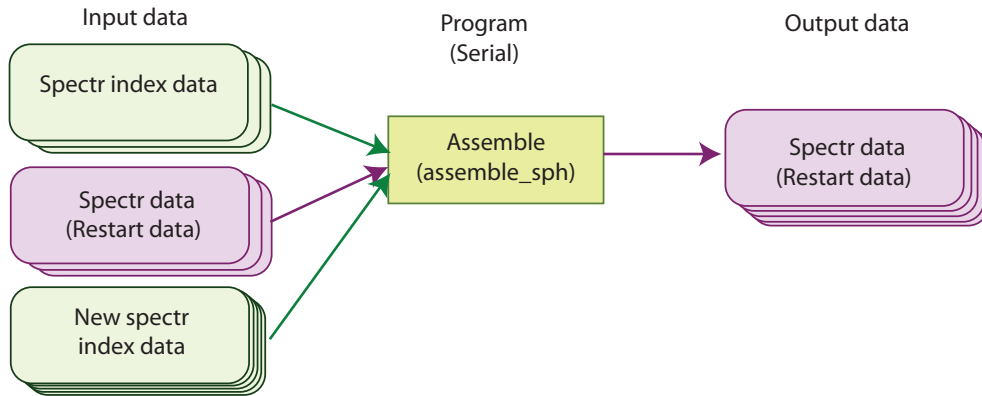 Input data
Program
(Serial)
Output data
Spectr index data
Spectr data
(Restart data)
New spectr
index data
Assemble
(assemble_sph)
Spectr data
(Restart data)